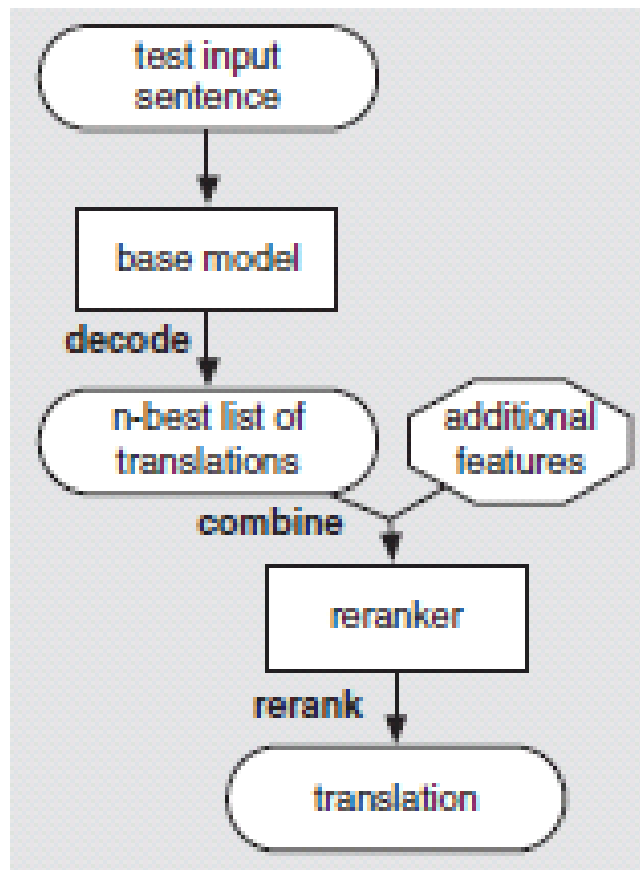 test input
sentence
base model
decode
n-best list of
translations
additional
features
combine
reranker
rerank
translation